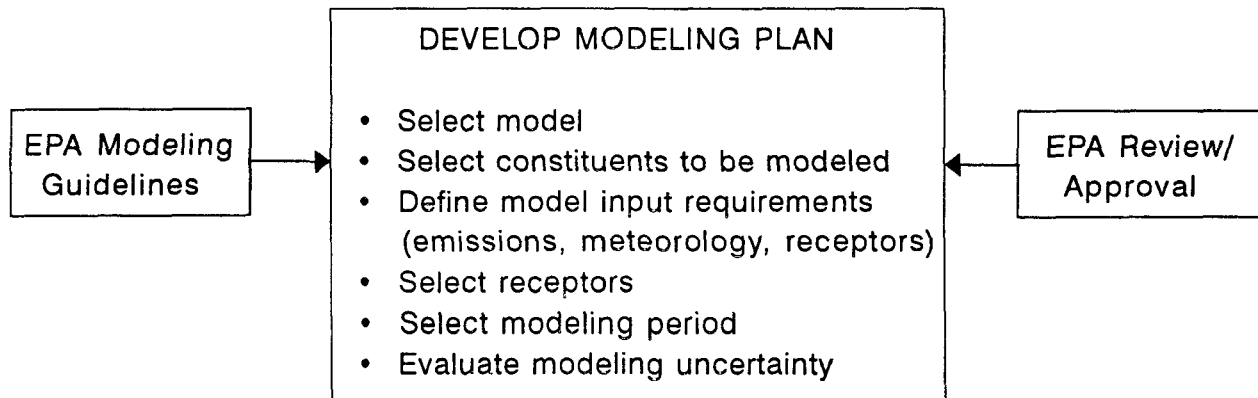 DEVELOP MODELING PLAN
EPA Modeling
Guidelines
• Select model
• Select constituents to be modeled
• Define model input requirements
(emissions, meteorology, receptors)
• Select receptors
• Select modeling period
• Evaluate modeling uncertainty
EPA Review/
Approval